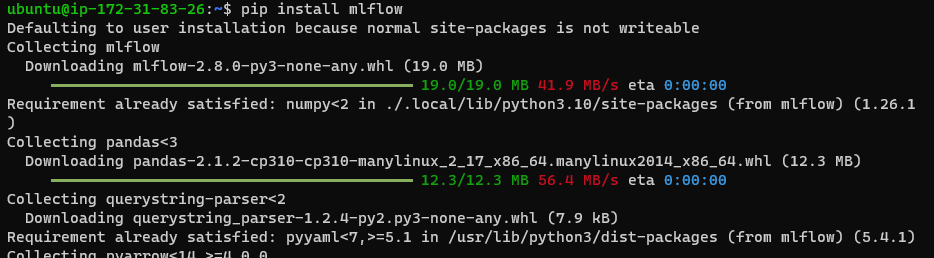 ubuntu@ip-172-31-83-26:~$ pip install mlflow
Defaulting to user installation because normal site-packages is not writeable
Collecting mlflow
  Downloading mlflow-2.8.0-py3-none-any.whl (19.0 MB)
     ━━━━━━━━━━━━━━━━━━━━━━━━━━━━━━━━━━━━━━━━ 19.0/19.0 MB 41.9 MB/s eta 0:00:00
Requirement already satisfied: numpy<2 in ./.local/lib/python3.10/site-packages (from mlflow) (1.26.1
)
Collecting pandas<3
  Downloading pandas-2.1.2-cp310-cp310-manylinux_2_17_x86_64.manylinux2014_x86_64.whl (12.3 MB)
     ━━━━━━━━━━━━━━━━━━━━━━━━━━━━━━━━━━━━━━━━ 12.3/12.3 MB 56.4 MB/s eta 0:00:00
Collecting querystring-parser<2
  Downloading querystring_parser-1.2.4-py2.py3-none-any.whl (7.9 kB)
Requirement already satisfied: pyyaml<7,>=5.1 in /usr/lib/python3/dist-packages (from mlflow) (5.4.1)
Collecting pyarrow<14,>=4.0.0